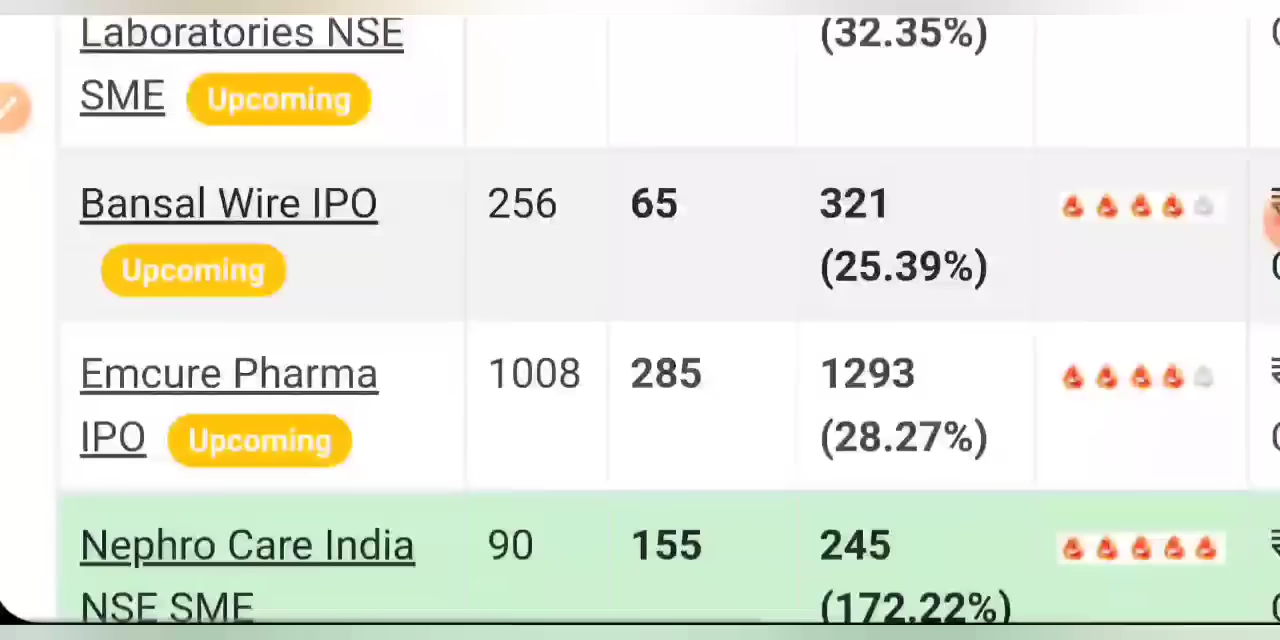 Laboratories NSE (32.35%)
SME Upcoming
Bansal Wire IPO 256 65 321
Upcoming (25.39%)
Emcure Pharma 1008 285 1293
IPO Upcoming (28.27%)
Nephro Care India 90 155 245
NSE SME (172.22%)